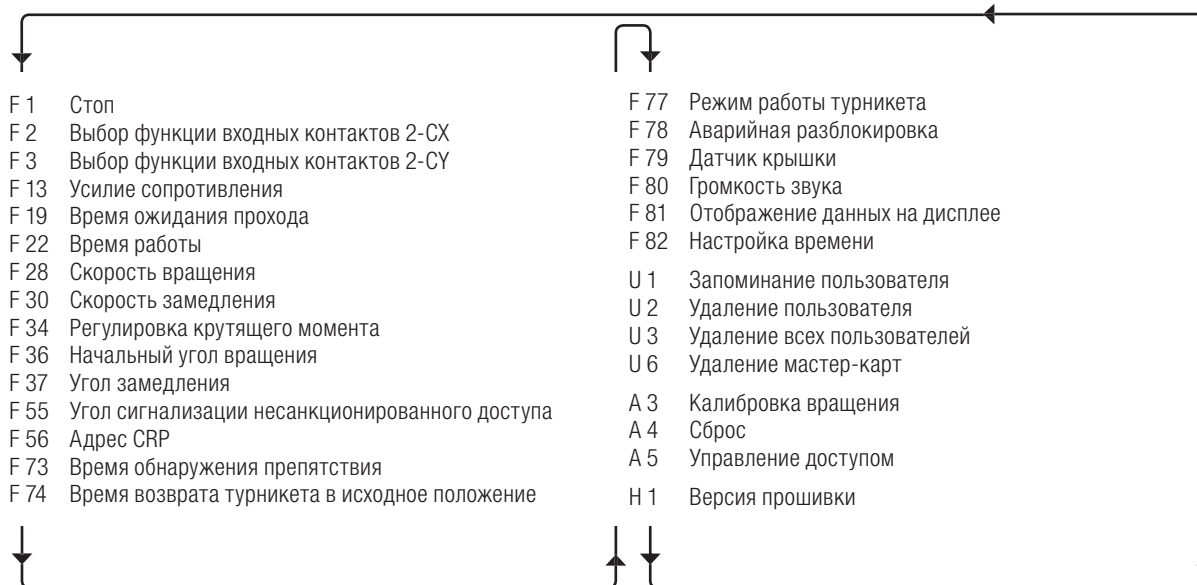 F 1 Стоп
F 2 Выбор функции входных контактов 2-CX
F 3 Выбор функции входных контактов 2-CY
F 13 Усилие сопротивления
F 19 Время ожидания прохода
F 22 Время работы
F 28 Скорость вращения
F 30 Скорость замедления
F 34 Регулировка крутящего момента
F 36 Начальный угол вращения
F 37 Угол замедления
F 55 Угол сигнализации несанкционированного доступа
F 56 Адрес CRP
F 73 Время обнаружения препятствия
F 74 Время возврата турникета в исходное положение
F 77 Режим работы турникета
F 78 Аварийная разблокировка
F 79 Датчик крышки
F 80 Громкость звука
F 81 Отображение данных на дисплее
F 82 Настройка времени
U 1 Запоминание пользователя
U 2 Удаление пользователя
U 3 Удаление всех пользователей
U 6 Удаление мастер-карт
A 3 Калибровка вращения
A 4 Сброс
A 5 Управление доступом
H 1 Версия прошивки